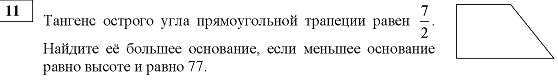 11
Тангенс острого угла прямоугольной трапеции равен 7/2.
Найдите её большее основание, если меньшее основание
равно высоте и равно 77.